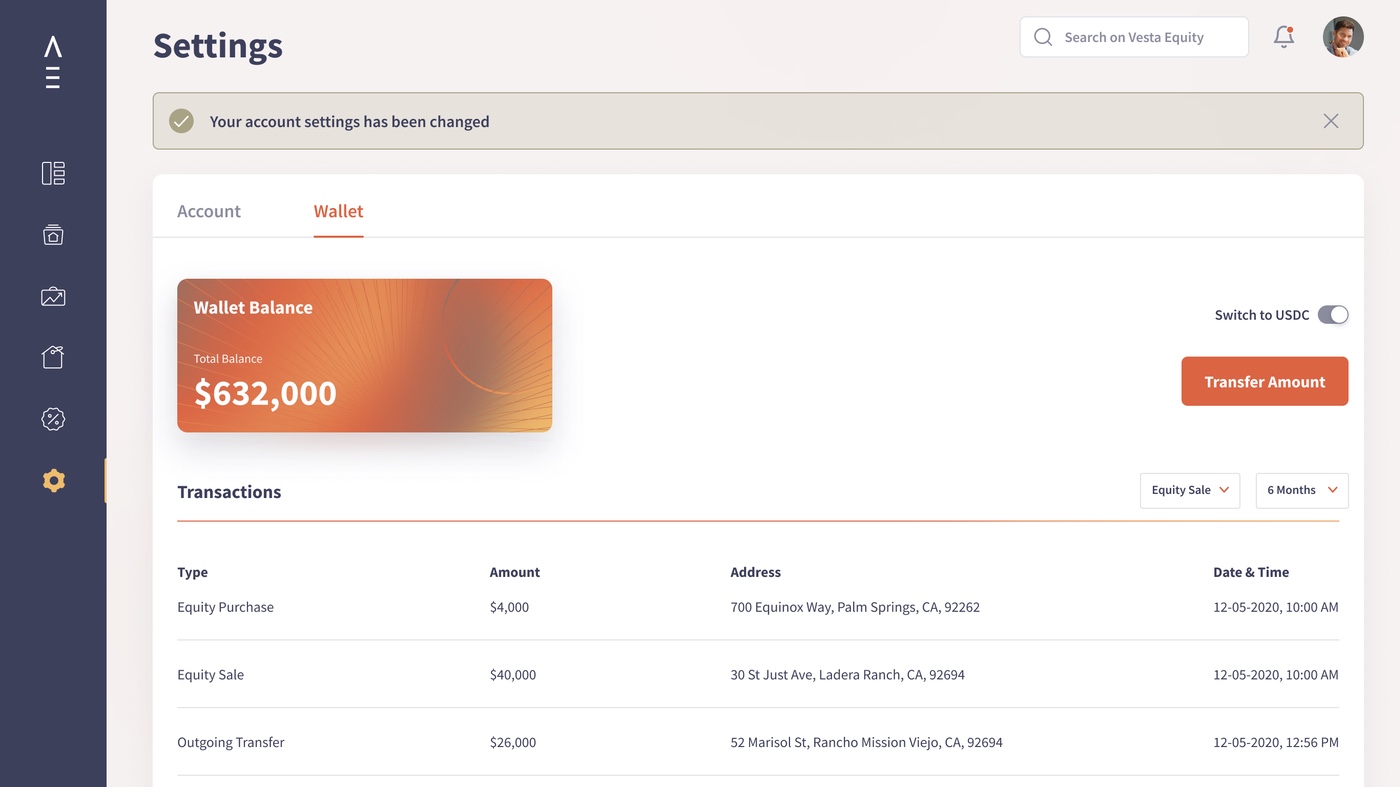 Settings
Search on Vesta Equity
Your account settings has been changed
Account Wallet
Wallet Balance
Total Balance
$632,000
Switch to USDC
Transfer Amount
Transactions
Equity Sale 6 Months
Type Amount Address Date & Time
Equity Purchase $4,000 700 Equinox Way, Palm Springs, CA, 92262 12-05-2020, 10:00 AM
Equity Sale $40,000 30 St Just Ave, Ladera Ranch, CA, 92694 12-05-2020, 10:00 AM
Outgoing Transfer $26,000 52 Marisol St, Rancho Mission Viejo, CA, 92694 12-05-2020, 12:56 PM